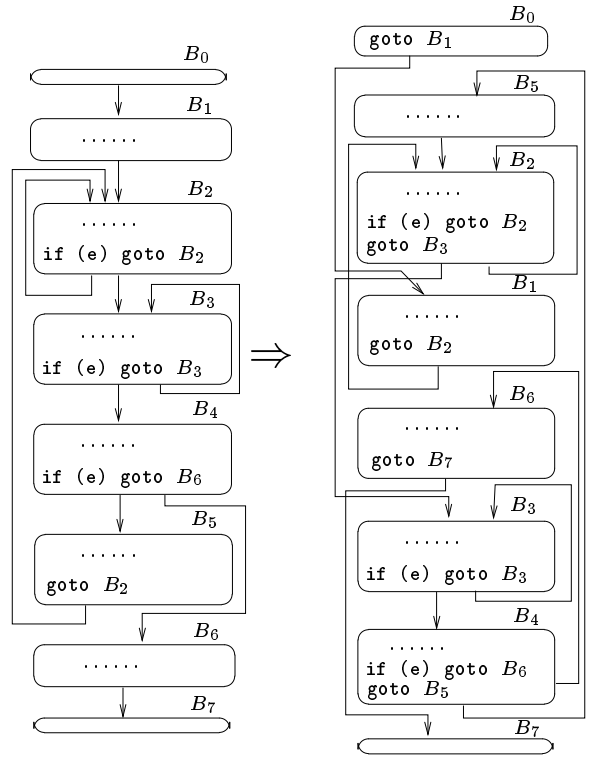 B₀
B₁
......
B₂
......
if (e) goto B₂
B₃
......
if (e) goto B₃
B₄
......
if (e) goto B₆
B₅
......
goto B₂
B₆
......
B₇
⇒
B₀
goto B₁
B₅
......
B₂
......
if (e) goto B₂
goto B₃
B₁
......
goto B₂
B₆
......
goto B₇
B₃
......
if (e) goto B₃
B₄
......
if (e) goto B₆
goto B₅
B₇